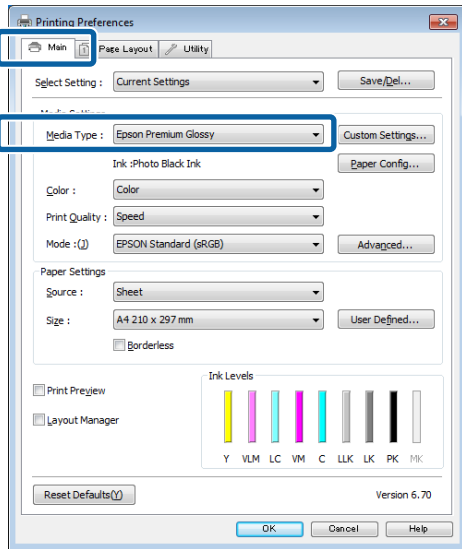 Printing Preferences
Main Page Layout Utility
Select Setting : Current Settings Save/Del...
Media Settings
Media Type : Epson Premium Glossy Custom Settings...
Ink :Photo Black Ink Paper Config...
Color : Color
Print Quality : Speed
Mode :(J) EPSON Standard (sRGB) Advanced...
Paper Settings
Source : Sheet
Size : A4 210 x 297 mm User Defined...
Borderless
Ink Levels
Print Preview
Layout Manager
Y VLM LC VM C LLK LK PK MK
Reset Defaults(Y) Version 6.70
OK Cancel Help